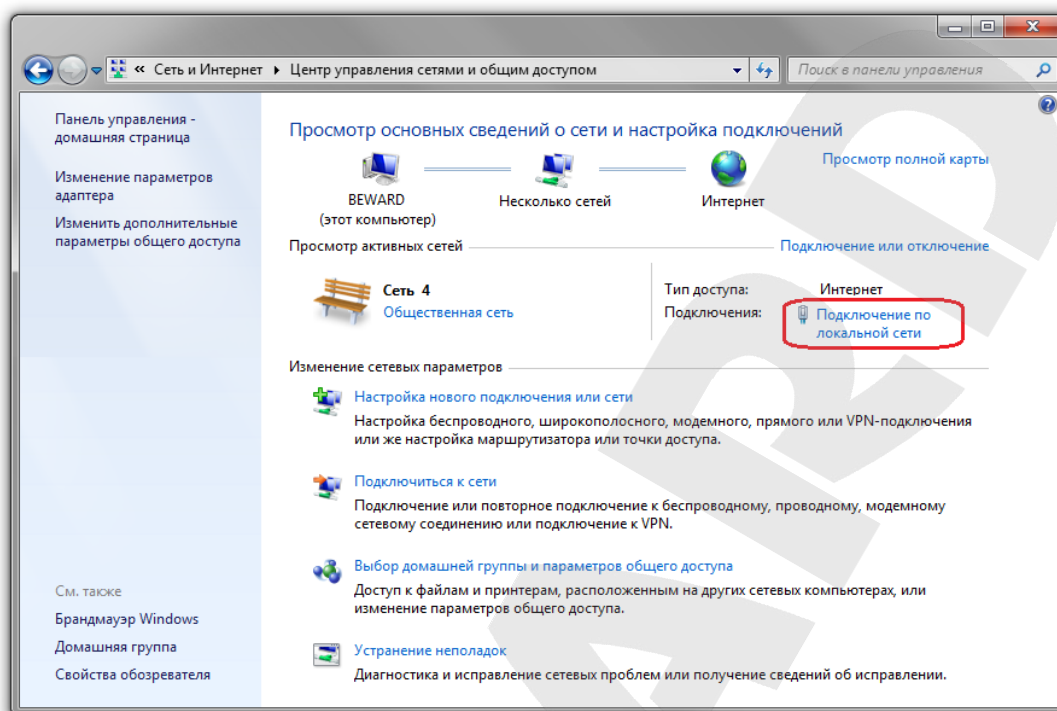 « Сеть и Интернет ▸ Центр управления сетями и общим доступом
Поиск в панели управления
Панель управления -
домашняя страница
Изменение параметров
адаптера
Изменить дополнительные
параметры общего доступа
См. также
Брандмауэр Windows
Домашняя группа
Свойства обозревателя
Просмотр основных сведений о сети и настройка подключений
Просмотр полной карты
BEWARD
(этот компьютер)
Несколько сетей
Интернет
Просмотр активных сетей
Подключение или отключение
Сеть 4
Общественная сеть
Тип доступа: Интернет
Подключения: Подключение по
локальной сети
Изменение сетевых параметров
Настройка нового подключения или сети
Настройка беспроводного, широкополосного, модемного, прямого или VPN-подключения
или же настройка маршрутизатора или точки доступа.
Подключиться к сети
Подключение или повторное подключение к беспроводному, проводному, модемному
сетевому соединению или подключение к VPN.
Выбор домашней группы и параметров общего доступа
Доступ к файлам и принтерам, расположенным на других сетевых компьютерах, или
изменение параметров общего доступа.
Устранение неполадок
Диагностика и исправление сетевых проблем или получение сведений об исправлении.
ARD